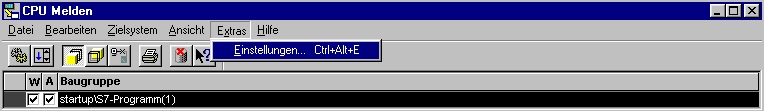 CPU Melden
Datei Bearbeiten Zielsystem Ansicht Extras Hilfe
Einstellungen... Ctrl+Alt+E
W A Baugruppe
startup\S7-Programm(1)